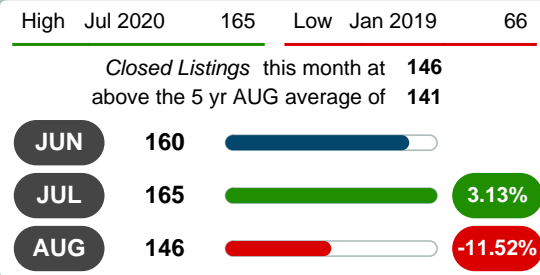 High Jul 2020 165 Low Jan 2019 66
Closed Listings this month at 146
above the 5 yr AUG average of 141
JUN 160
JUL 165 3.13%
AUG 146 -11.52%